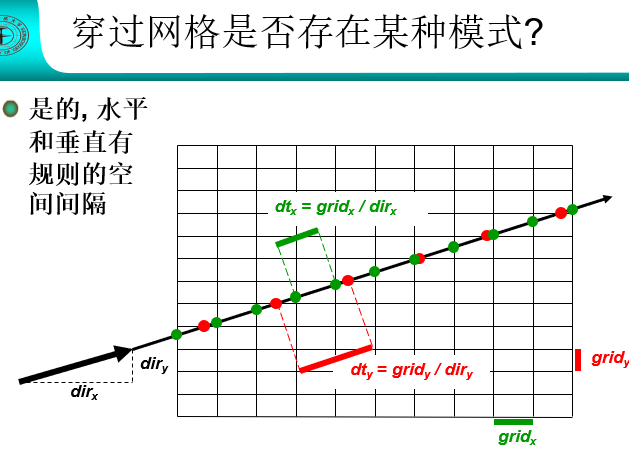 穿过网格是否存在某种模式?
是的, 水平
和垂直有
规则的空
间间隔
dtx = gridx / dirx
diry
dirx
dty = gridy / diry
gridy
gridx